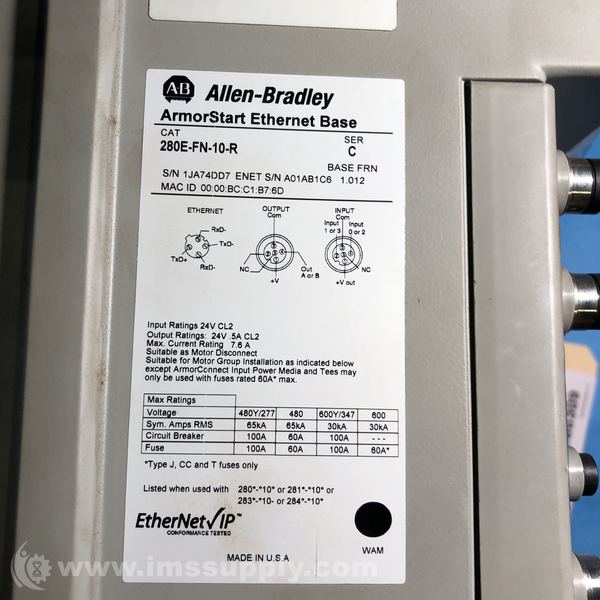 AB Allen-Bradley
ArmorStart Ethernet Base
CAT SER
280E-FN-10-R C
BASE FRN
S/N 1JA74DD7 ENET S/N A01AB1C6 1.012
MAC ID 00:00:BC:C1:B7:6D
ETHERNET
RxD-
TxD-
TxD+
RxD-
OUTPUT
Com
NC
Out
A or B
+V
INPUT
Com
Input
1 or 3
Input
0 or 2
NC
+V out
Input Ratings 24V CL2
Output Ratings: 24V .5A CL2
Max. Current Rating 7.6 A
Suitable as Motor Disconnect
Suitable for Motor Group Installation as indicated below
except ArmorConnect Input Power Media and Tees may
only be used with fuses rated 60A* max.
Max Ratings
Voltage 480Y/277 480 600Y/347 600
Sym. Amps RMS 65kA 65kA 30kA 30kA
Circuit Breaker 100A 60A 100A ---
Fuse 100A 60A 100A 60A*
*Type J, CC and T fuses only
Listed when used with 280*-*10* or 281*-*10* or
283*-*10- or 284*-*10*
EtherNet/IP™
CONFORMANCE TESTED
WAM
MADE IN U.S.A
www.imssupply.com